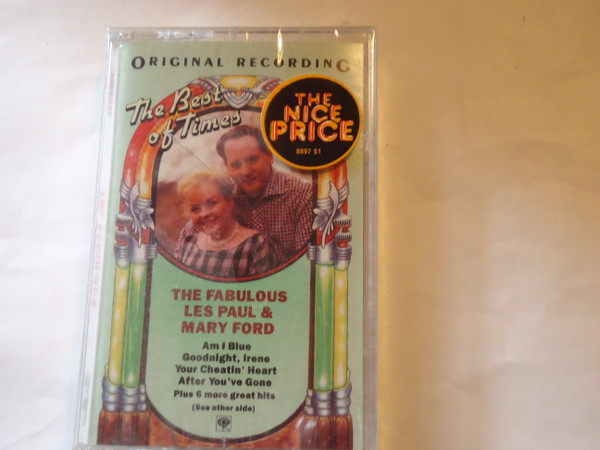 ORIGINAL RECORDING
The Best
of Times
THE
NICE
PRICE
The FABULOUS
LES PAUL &
MARY FORD
Am I Blue
Goodnight, Irene
Your Cheatin' Heart
After You've Gone
Plus 6 more great hits
(See other side)